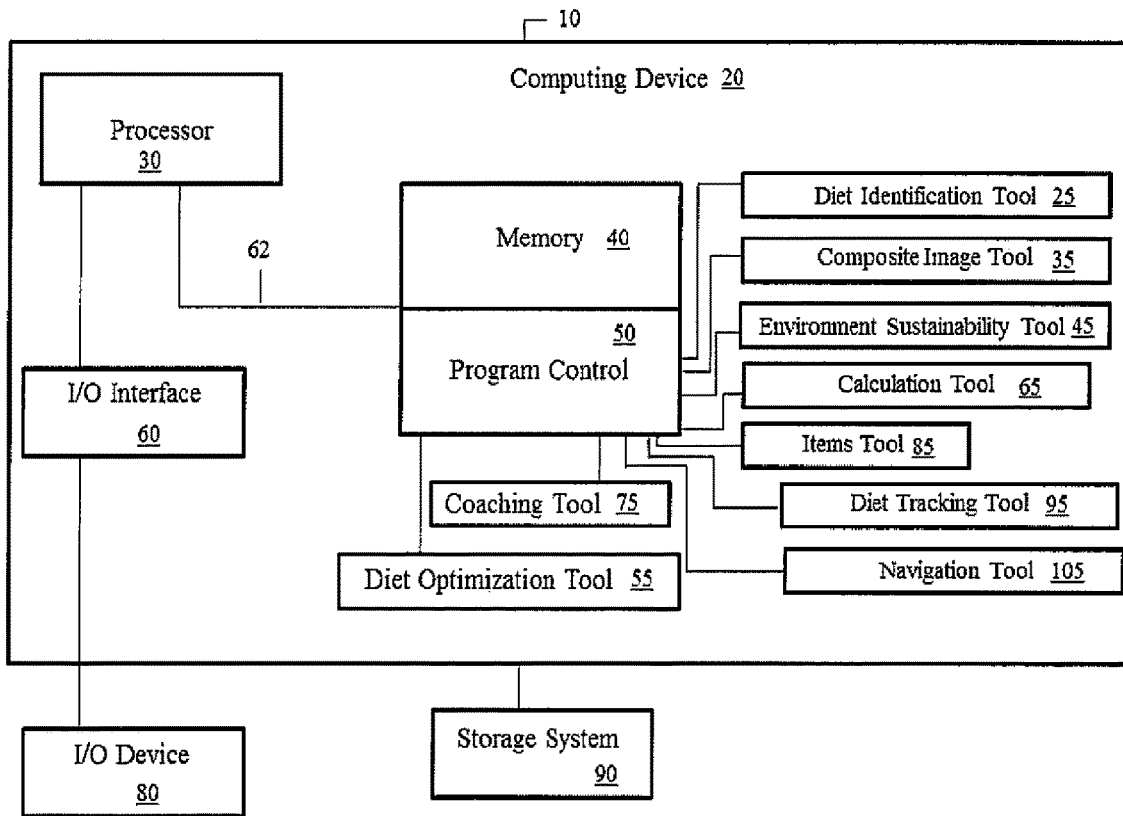 10
Computing Device 20
Processor
30
Diet Identification Tool 25
Memory 40
62
Composite Image Tool 35
Environment Sustainability Tool 45
50
Program Control
Calculation Tool 65
I/O Interface
60
Items Tool 85
Coaching Tool 75
Diet Tracking Tool 95
Diet Optimization Tool 55
Navigation Tool 105
I/O Device
80
Storage System
90